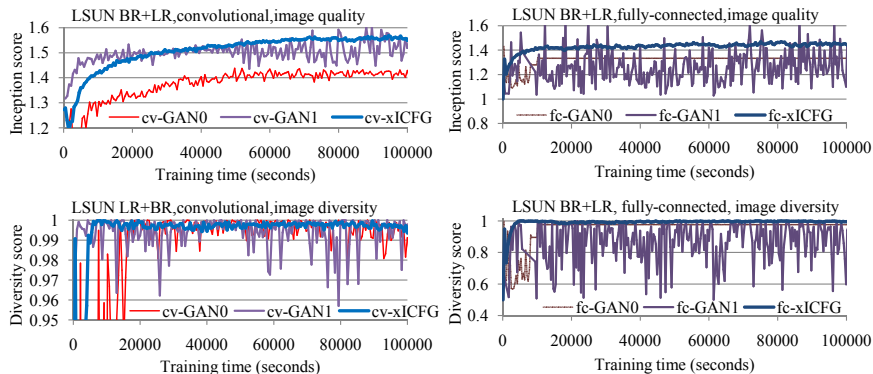 LSUN BR+LR,convolutional,image quality
Inception score
1.6
1.5
1.4
1.3
1.2
cv-GAN0 cv-GAN1 cv-xICFG
0 20000 40000 60000 80000 100000
Training time (seconds)
LSUN BR+LR,fully-connected,image quality
Inception score
1.6
1.4
1.2
1
0.8
fc-GAN0 fc-GAN1 fc-xICFG
0 20000 40000 60000 80000 100000
Training time (seconds)
LSUN LR+BR,convolutional,image diversity
Diversity score
1
0.99
0.98
0.97
0.96
0.95
cv-GAN0 cv-GAN1 cv-xICFG
0 20000 40000 60000 80000 100000
Training time (seconds)
LSUN BR+LR, fully-connected, image diversity
Diversity score
1
0.8
0.6
0.4
fc-GAN0 fc-GAN1 fc-xICFG
0 20000 40000 60000 80000 100000
Training time (seconds)